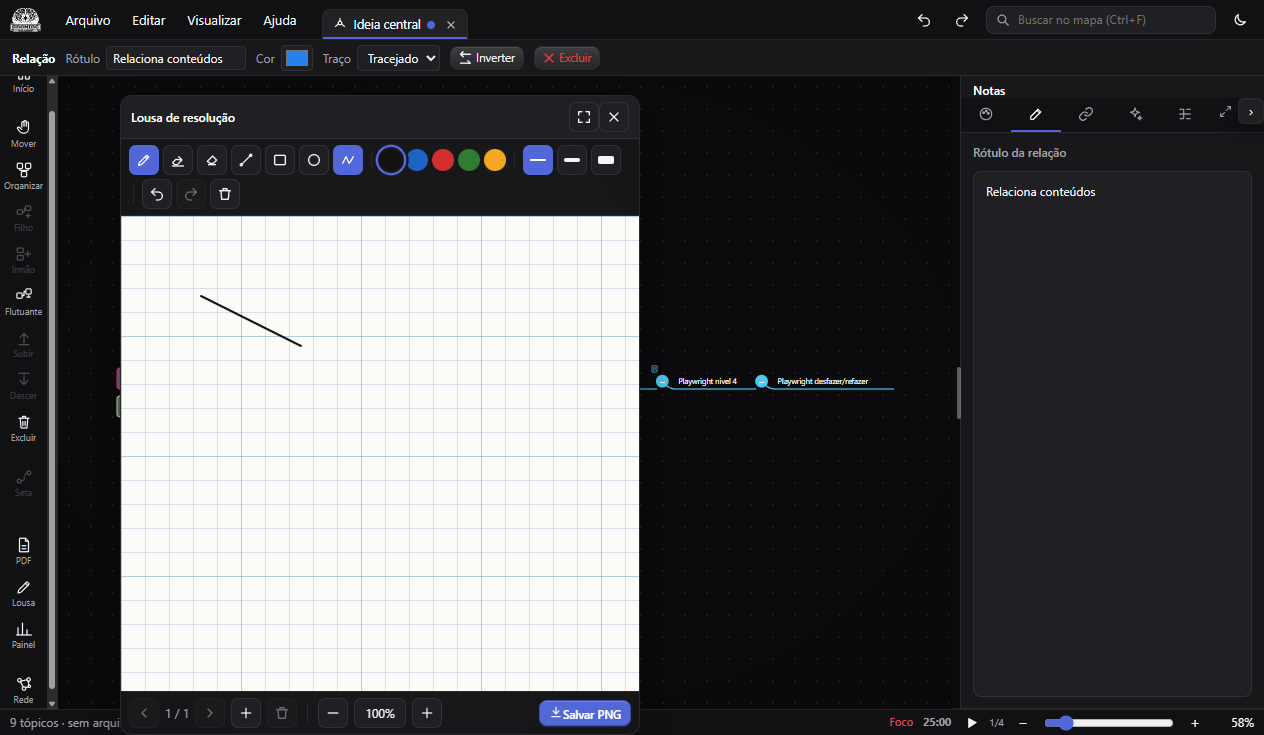 Arquivo Editar Visualizar Ajuda Ideia central Buscar no mapa (Ctrl+F)
Relação Rótulo Relaciona conteúdos Cor Traço Tracejado Inverter Excluir
Início
Mover
Organizar
Filho
Irmão
Flutuante
Subir
Descer
Excluir
Seta
PDF
Lousa
Painel
Rede
Lousa de resolução
1 / 1 100% Salvar PNG
Playwright nível 4 Playwright desfazer/refazer
Notas
Rótulo da relação
Relaciona conteúdos
9 tópicos · sem arqui Foco 25:00 1/4 58%